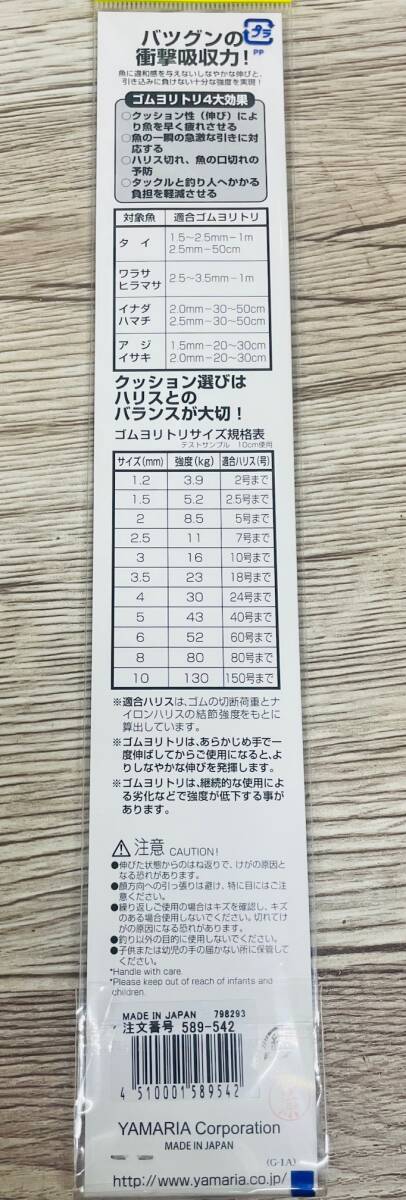 バツグンの
衝撃吸収力！
プラ
PP
魚に違和感を与えないしなやかな伸びと、
引き込みに負けない十分な強度を実現！
ゴムヨリトリ4大効果
○クッション性（伸び）によ
り魚を早く疲れさせる
○魚の一瞬の急激な引きに対
応する
○ハリス切れ、魚の口切れの
予防
○タックルと釣り人へかかる
負担を軽減させる
対象魚 適合ゴムヨリトリ
タイ 1.5〜2.5mm－1m
2.5mm－50cm
ワラサ
ヒラマサ 2.5〜3.5mm－1m
イナダ 2.0mm－30〜50cm
ハマチ 2.5mm－30〜50cm
アジ 1.5mm－20〜30cm
イサキ 2.0mm－20〜30cm
クッション選びは
ハリスとの
バランスが大切！
ゴムヨリトリサイズ規格表
テストサンプル 10cm使用
サイズ(mm) 強度(kg) 適合ハリス(号)
1.2 3.9 2号まで
1.5 5.2 2.5号まで
2 8.5 5号まで
2.5 11 7号まで
3 16 10号まで
3.5 23 18号まで
4 30 24号まで
5 43 40号まで
6 52 60号まで
8 80 80号まで
10 130 150号まで
※適合ハリスは、ゴムの切断荷重とナ
イロンハリスの結節強度をもとに
算出しています。
※ゴムヨリトリは、あらかじめ手で一
度伸ばしてからご使用になると、よ
りしなやかな伸びを発揮します。
※ゴムヨリトリは、継続的な使用によ
る劣化などで強度が低下する事が
あります。
⚠注意 CAUTION!
●伸びた状態からのはね返りで、けがの原因と
なる恐れがあります。
●顔方向への引っ張りは避け、特に目にはご注
意ください。
●繰り返しご使用の場合はキズを確認し、キズ
のある場合使用しないでください。切れてけ
がの原因になる恐れがあります。
●釣り以外の目的に使用しないでください。
●子供または幼児の手の届かない所に保管して
ください。
*Handle with care.
*Please keep out of reach of infants and
children.
MADE IN JAPAN 798293
注文番号 589-542
4 510001 589542
YAMARIA Corporation
MADE IN JAPAN
(G-1A)
http://www.yamaria.co.jp/